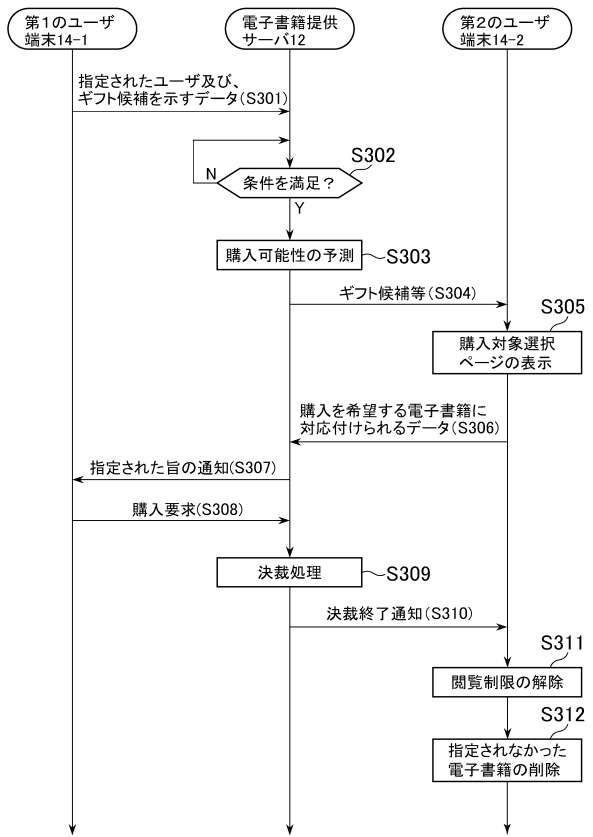 第1のユーザ
端末14-1
電子書籍提供
サーバ12
第2のユーザ
端末14-2
指定されたユーザ及び、
ギフト候補を示すデータ(S301)
S302
N
条件を満足？
Y
購入可能性の予測
S303
ギフト候補等(S304)
S305
購入対象選択
ページの表示
購入を希望する電子書籍に
対応付けられるデータ(S306)
指定された旨の通知(S307)
購入要求(S308)
決裁処理
S309
決裁終了通知(S310)
S311
閲覧制限の解除
S312
指定されなかった
電子書籍の削除